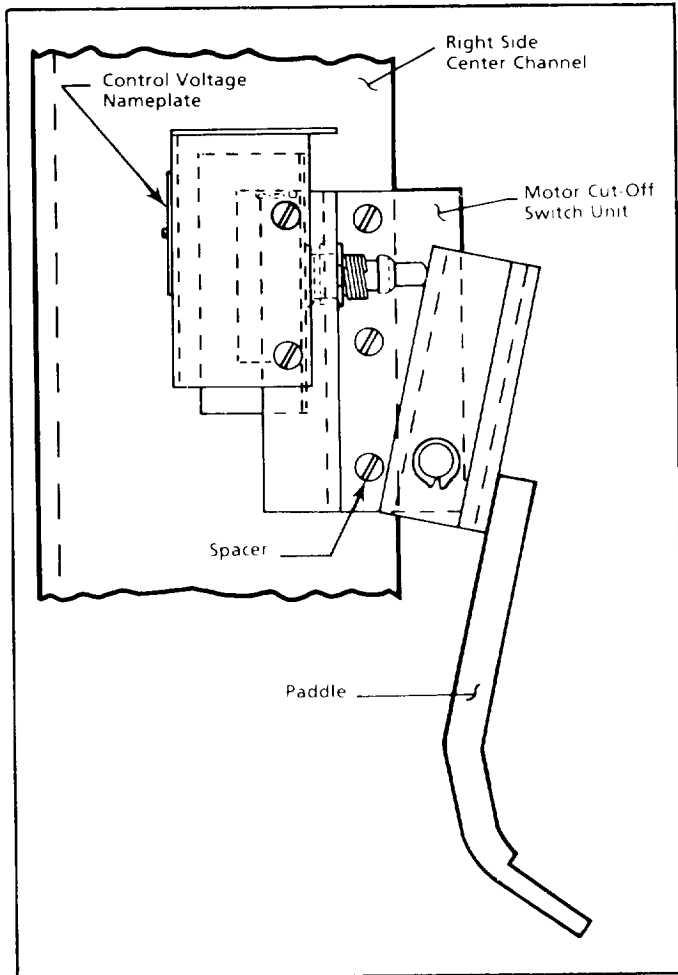 Right Side
Center Channel
Control Voltage
Nameplate
Motor Cut-Off
Switch Unit
Spacer
Paddle